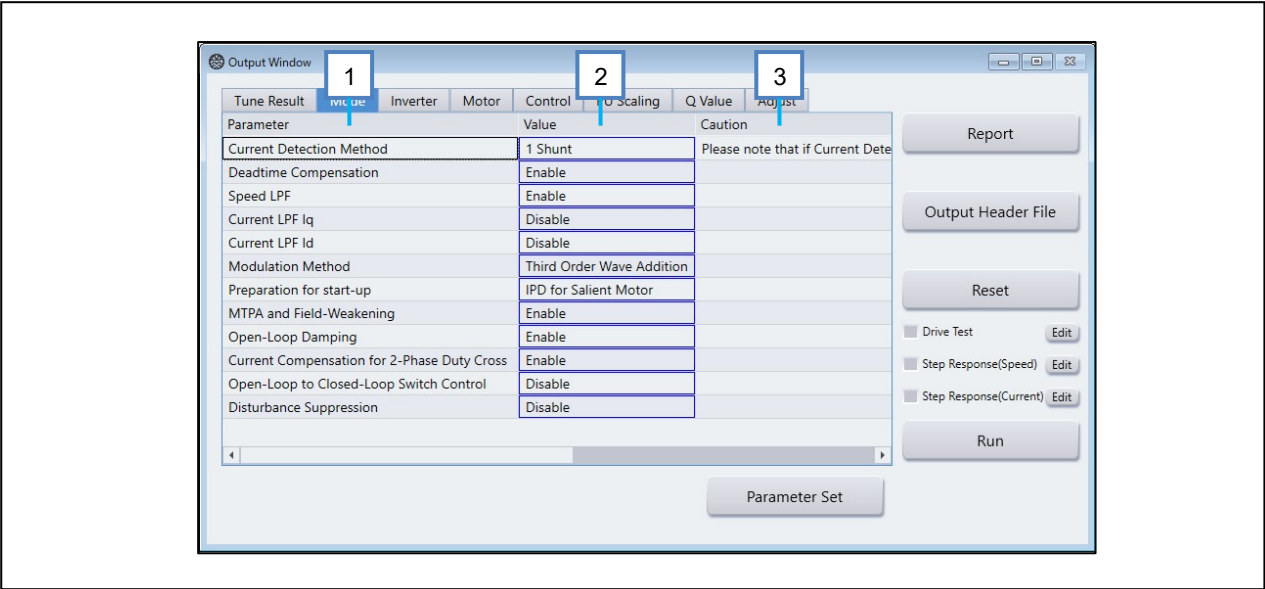 Output Window
1
2
3
Tune Result Mode Inverter Motor Control PU Scaling Q Value Adjust
Parameter Value Caution
Current Detection Method 1 Shunt Please note that if Current Dete
Deadtime Compensation Enable
Speed LPF Enable
Current LPF Iq Disable
Current LPF Id Disable
Modulation Method Third Order Wave Addition
Preparation for start-up IPD for Salient Motor
MTPA and Field-Weakening Enable
Open-Loop Damping Enable
Current Compensation for 2-Phase Duty Cross Enable
Open-Loop to Closed-Loop Switch Control Disable
Disturbance Suppression Disable
Report
Output Header File
Reset
Drive Test Edit
Step Response(Speed) Edit
Step Response(Current) Edit
Run
Parameter Set